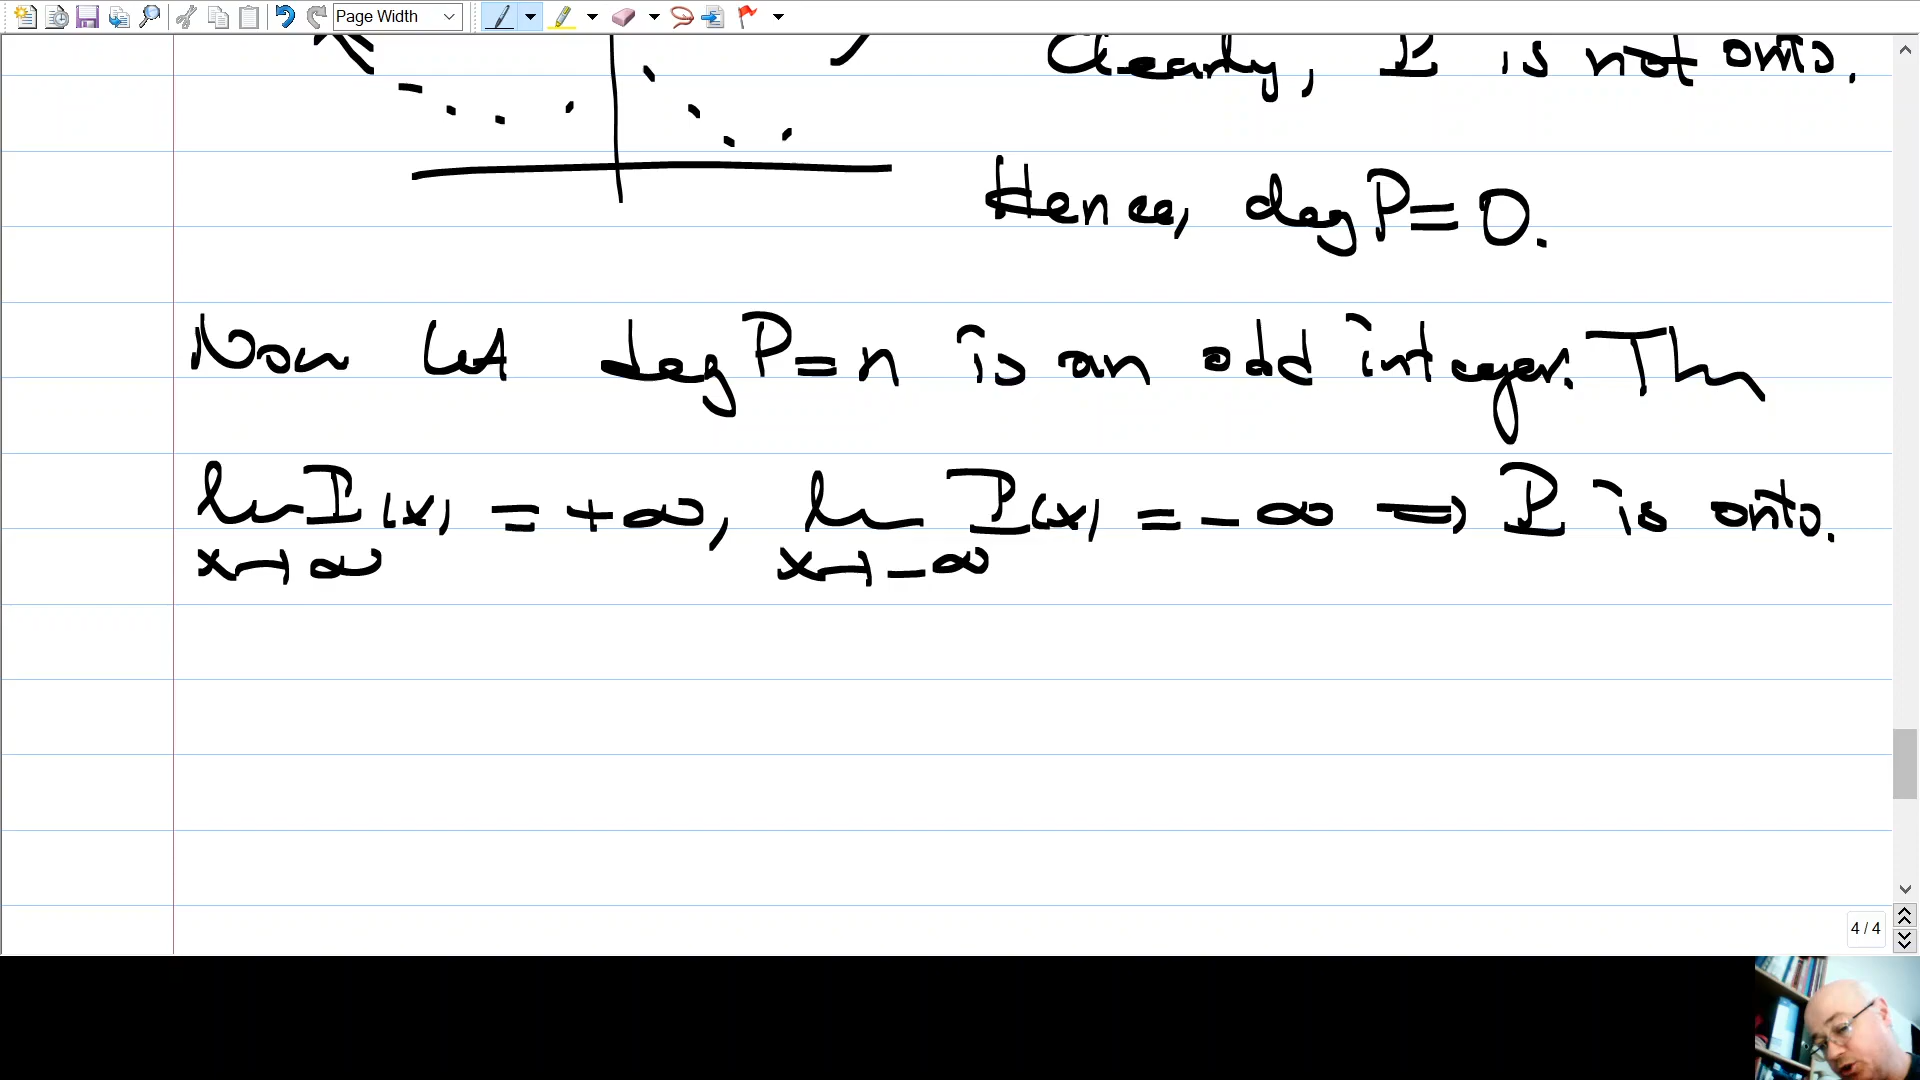 Page Width
Clearly, P is not onto.
Hence, deg P = 0.
Now let deg P = n is an odd integer. Then
lim P(x) = +∞, lim P(x) = -∞ ⇒ P is onto.
x→∞ x→-∞
4 / 4